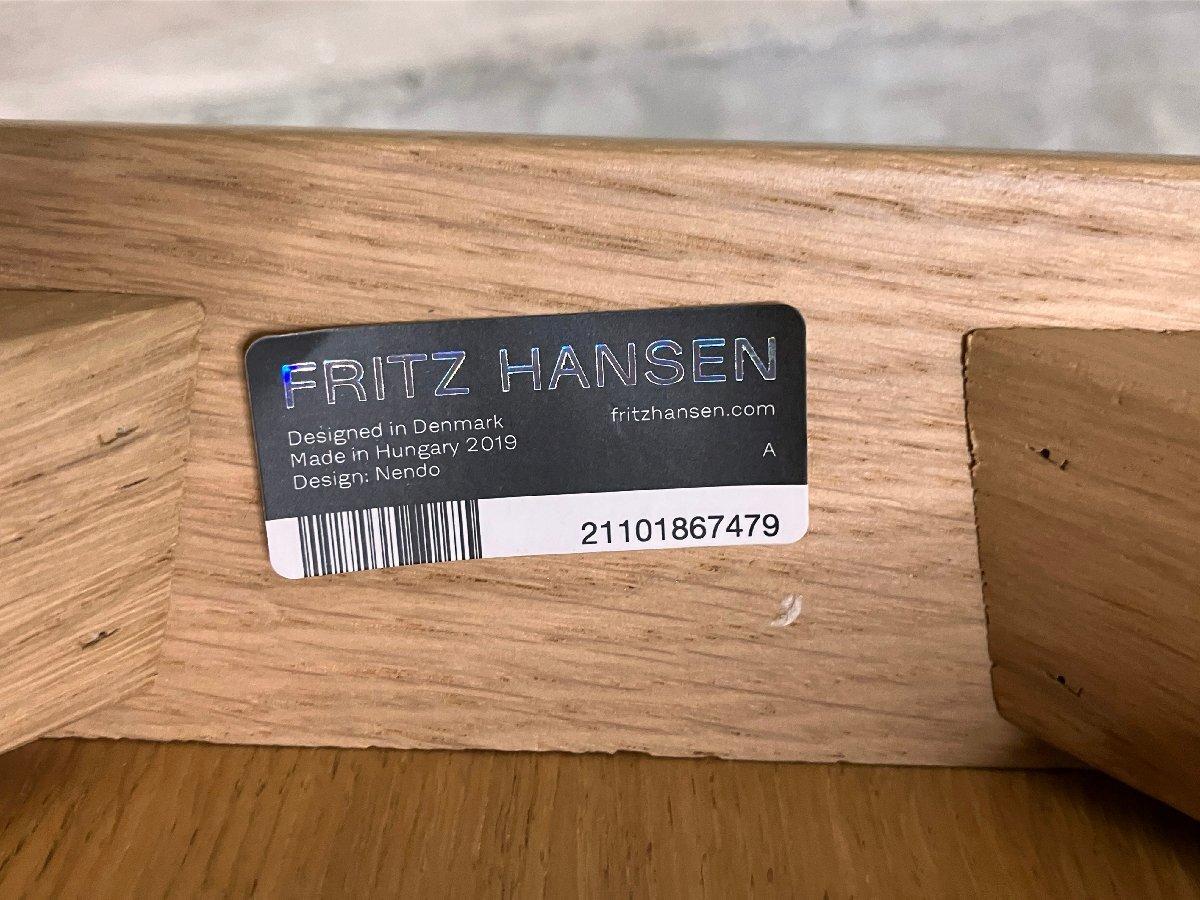 FRITZ HANSEN
Designed in Denmark
Made in Hungary 2019
Design: Nendo
fritzhansen.com
A
21101867479